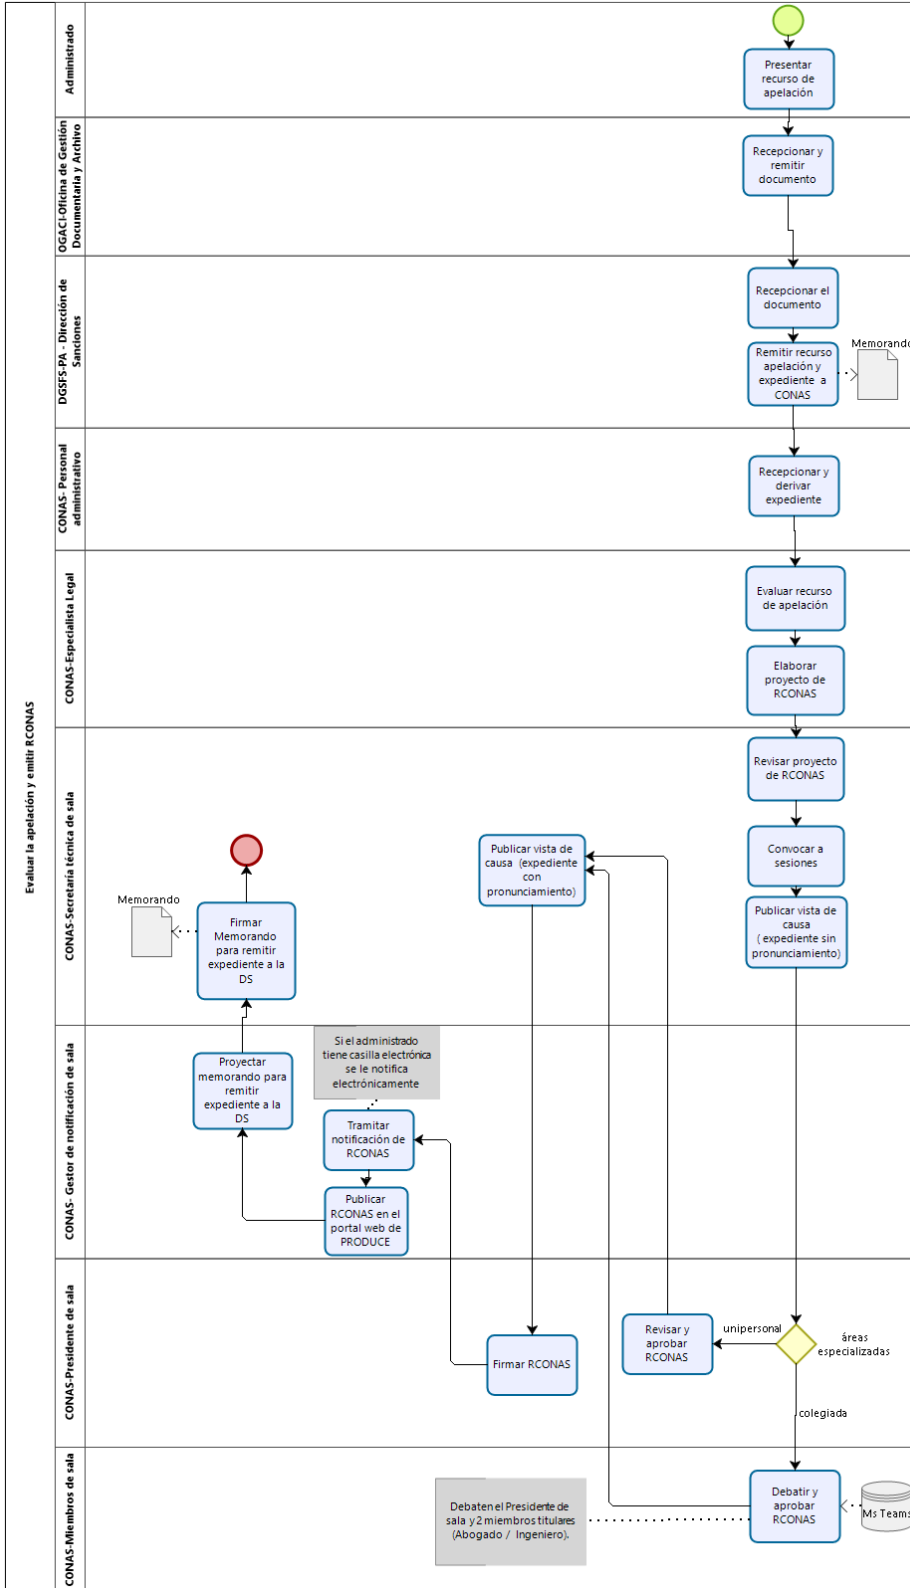 Evaluar la apelación y emitir RCONAS
Administrado
Presentar
recurso de
apelación
OGACI-Oficina de Gestión
Documentaria y Archivo
Recepcionar y
remitir
documento
DGSFS-PA - Dirección de
Sanciones
Recepcionar el
documento
Remitir recurso
apelación y
expediente a
CONAS
Memorando
CONAS- Personal
administrativo
Recepcionar y
derivar
expediente
CONAS-Especialista Legal
Evaluar recurso
de apelación
Elaborar
proyecto de
RCONAS
CONAS-Secretaría técnica de sala
Revisar proyecto
de RCONAS
Convocar a
sesiones
Publicar vista de
causa
( expediente sin
pronunciamiento)
Publicar vista de
causa (expediente
con
pronunciamiento)
Memorando
Firmar
Memorando
para remitir
expediente a la
DS
CONAS- Gestor de notificación de sala
Proyectar
memorando para
remitir
expediente a la
DS
Si el administrado
tiene casilla electrónica
se le notifica
electrónicamente
Tramitar
notificación de
RCONAS
Publicar
RCONAS en el
portal web de
PRODUCE
CONAS-Presidente de sala
Firmar RCONAS
Revisar y
aprobar
RCONAS
unipersonal
áreas
especializadas
colegiada
CONAS-Miembros de sala
Debaten el Presidente de
sala y 2 miembros titulares
(Abogado / Ingeniero).
Debatir y
aprobar
RCONAS
Ms Teams